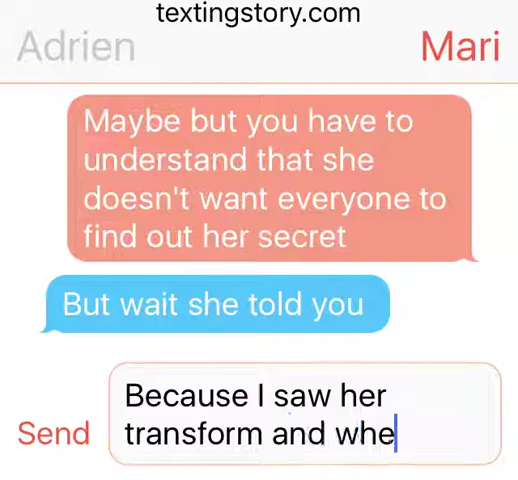 textingstory.com
Adrien
Mari
Maybe but you have to
understand that she
doesn't want everyone to
find out her secret
But wait she told you
Because I saw her
transform and whe
Send